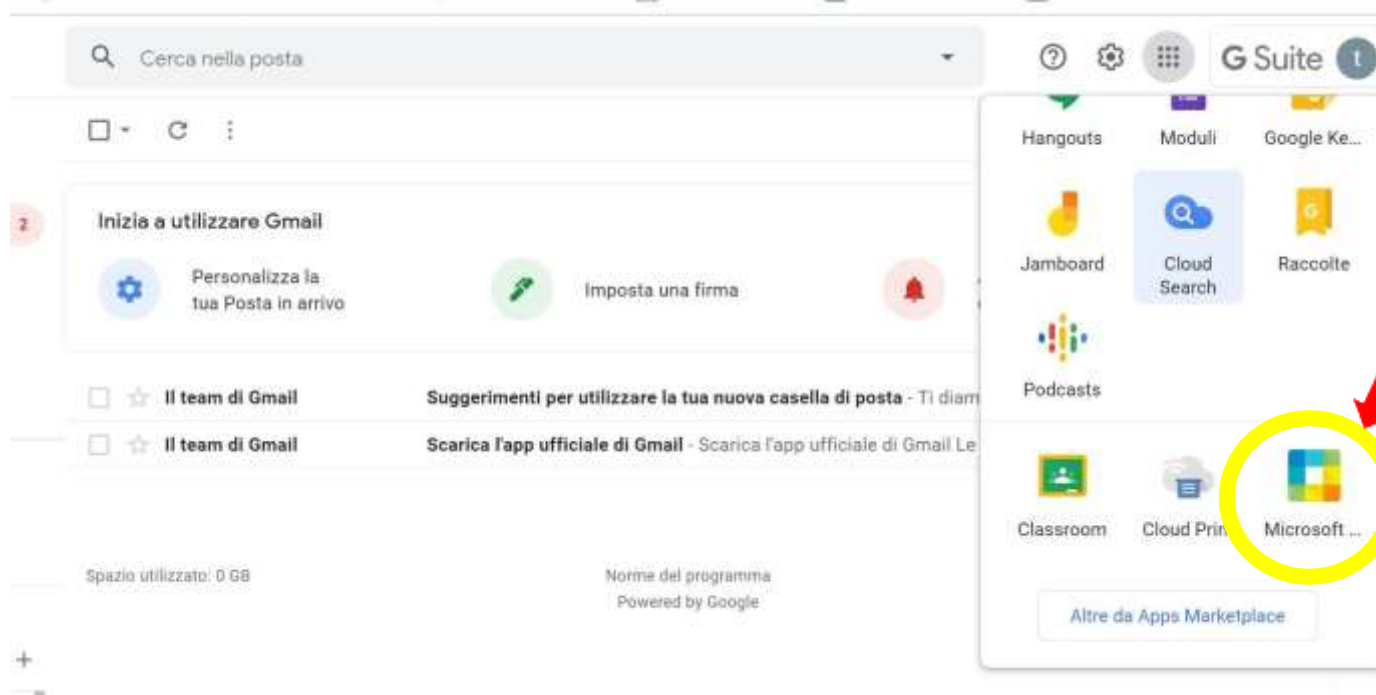 Cerca nella posta
G Suite t
Inizia a utilizzare Gmail
2
Personalizza la
tua Posta in arrivo
Imposta una firma
Il team di Gmail Suggerimenti per utilizzare la tua nuova casella di posta - Ti diam
Il team di Gmail Scarica l'app ufficiale di Gmail - Scarica l'app ufficiale di Gmail Le
Spazio utilizzato: 0 GB
Norme del programma
Powered by Google
Hangouts Moduli Google Ke...
Jamboard Cloud Search Raccolte
Podcasts
Classroom Cloud Prin Microsoft ...
Altre da Apps Marketplace